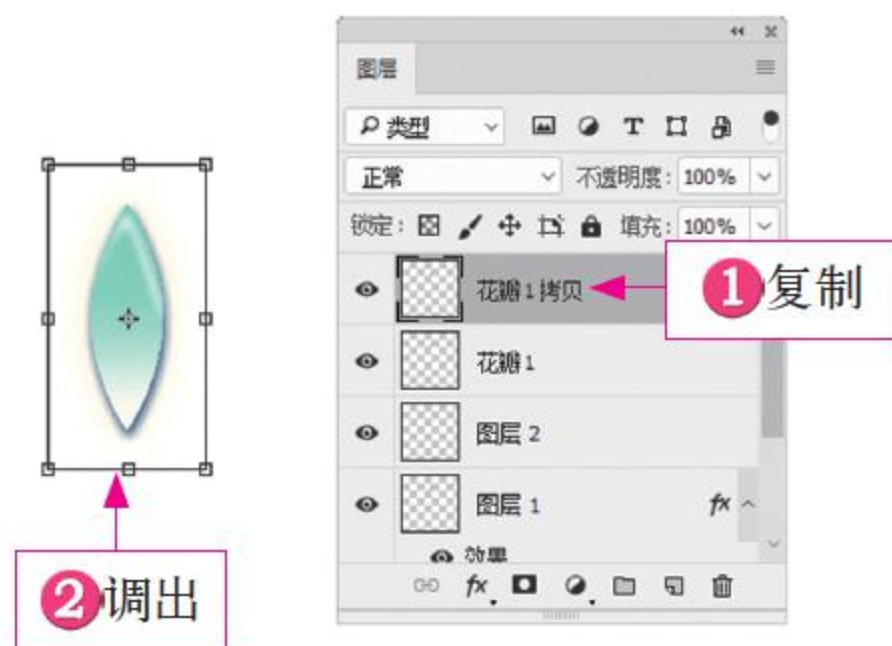 图层
类型
正常
不透明度: 100%
锁定: 填充: 100%
花瓣 1 拷贝
1 复制
花瓣 1
图层 2
图层 1 fx
效果
fx
2 调出